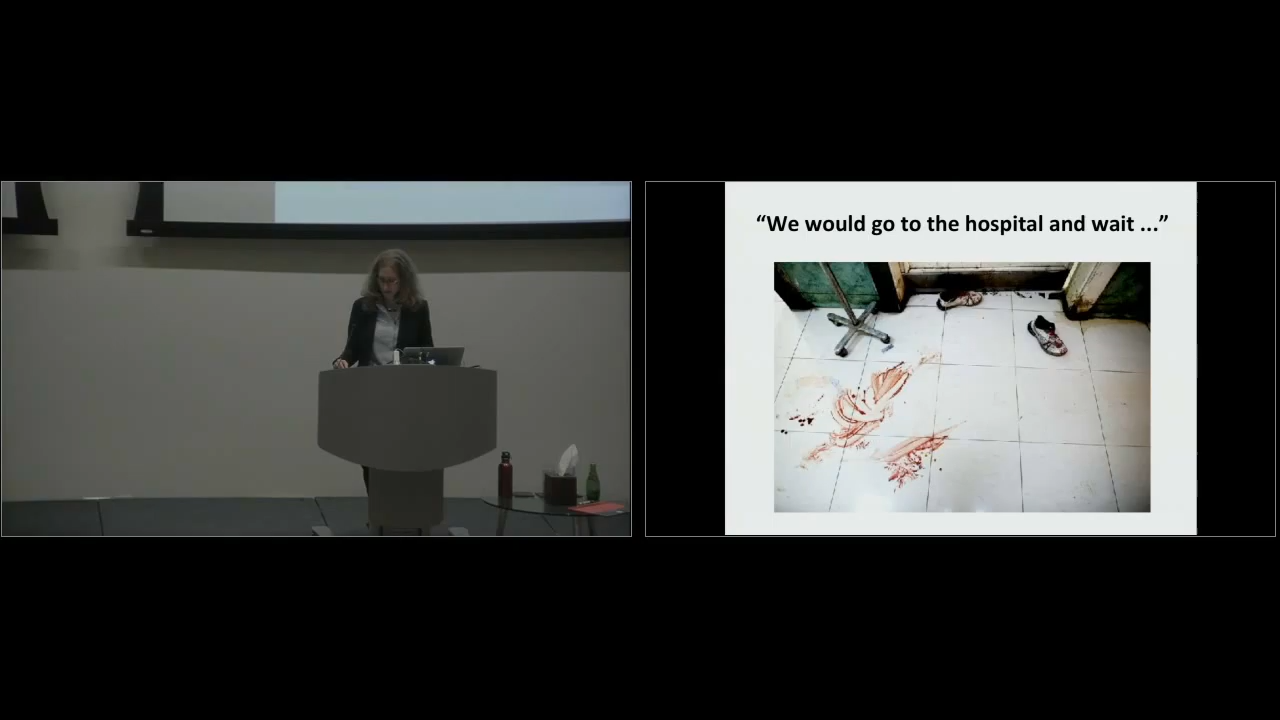 “We would go to the hospital and wait ...”